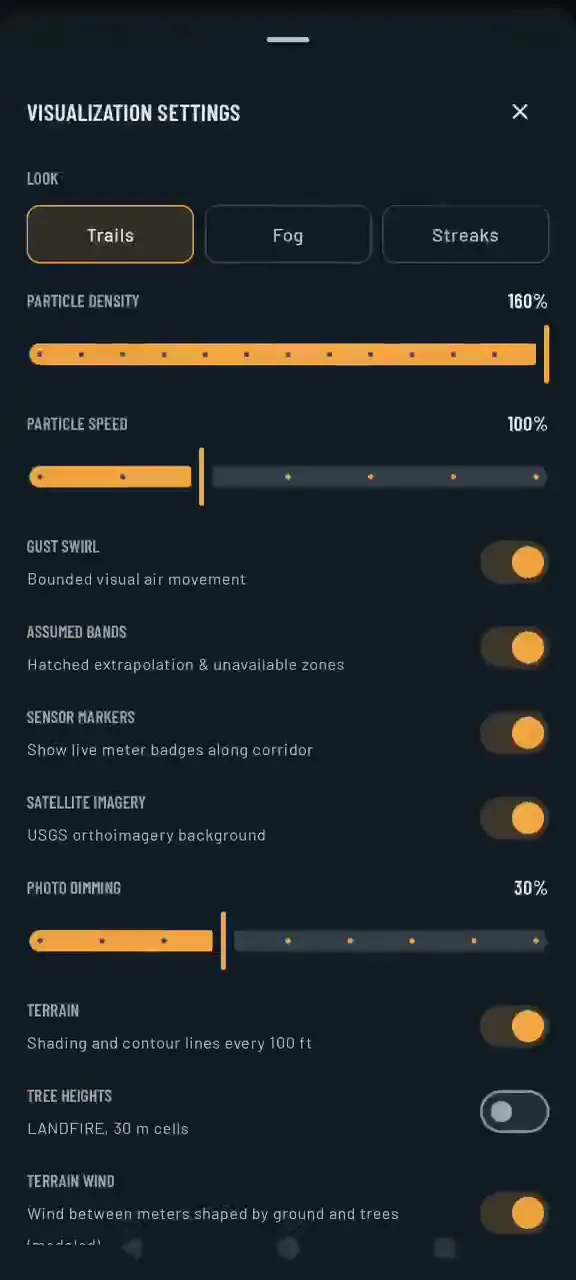 VISUALIZATION SETTINGS
LOOK
Trails Fog Streaks
PARTICLE DENSITY 160%
PARTICLE SPEED 100%
GUST SWIRL
Bounded visual air movement
ASSUMED BANDS
Hatched extrapolation & unavailable zones
SENSOR MARKERS
Show live meter badges along corridor
SATELLITE IMAGERY
USGS orthoimagery background
PHOTO DIMMING 30%
TERRAIN
Shading and contour lines every 100 ft
TREE HEIGHTS
LANDFIRE, 30 m cells
TERRAIN WIND
Wind between meters shaped by ground and trees
(modeled)